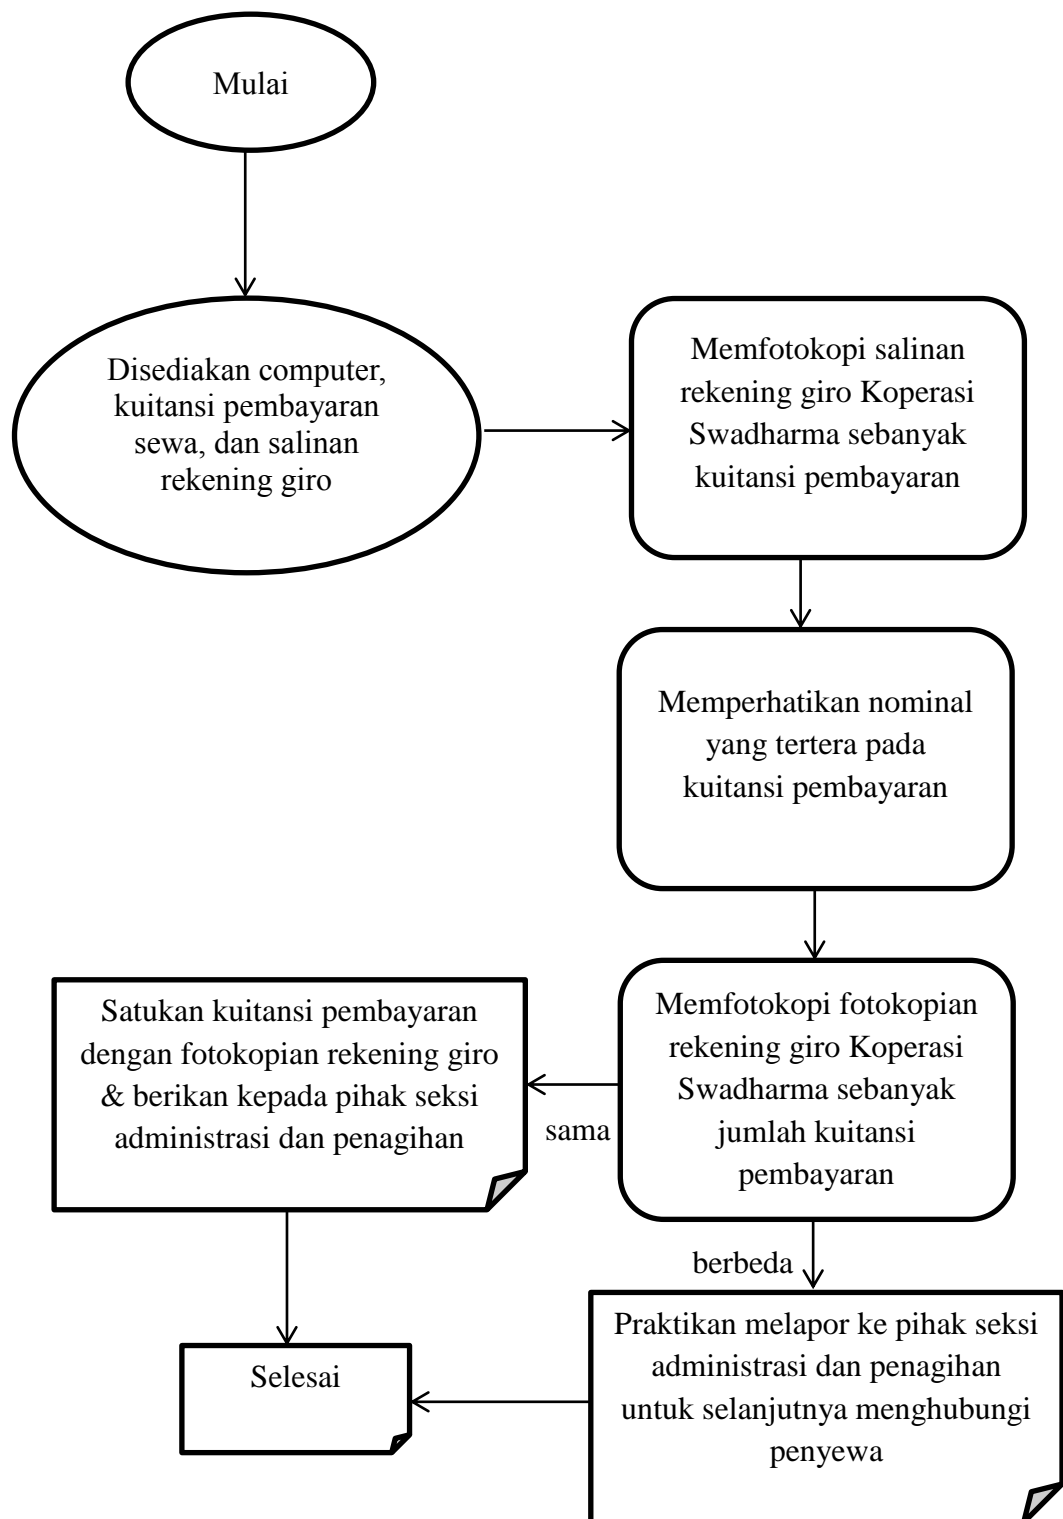 Mulai
Disediakan computer,
kuitansi pembayaran
sewa, dan salinan
rekening giro
Memfotokopi salinan
rekening giro Koperasi
Swadharma sebanyak
kuitansi pembayaran
Memperhatikan nominal
yang tertera pada
kuitansi pembayaran
Memfotokopi fotokopian
rekening giro Koperasi
Swadharma sebanyak
jumlah kuitansi
pembayaran
sama
Satukan kuitansi pembayaran
dengan fotokopian rekening giro
& berikan kepada pihak seksi
administrasi dan penagihan
berbeda
Praktikan melapor ke pihak seksi
administrasi dan penagihan
untuk selanjutnya menghubungi
penyewa
Selesai